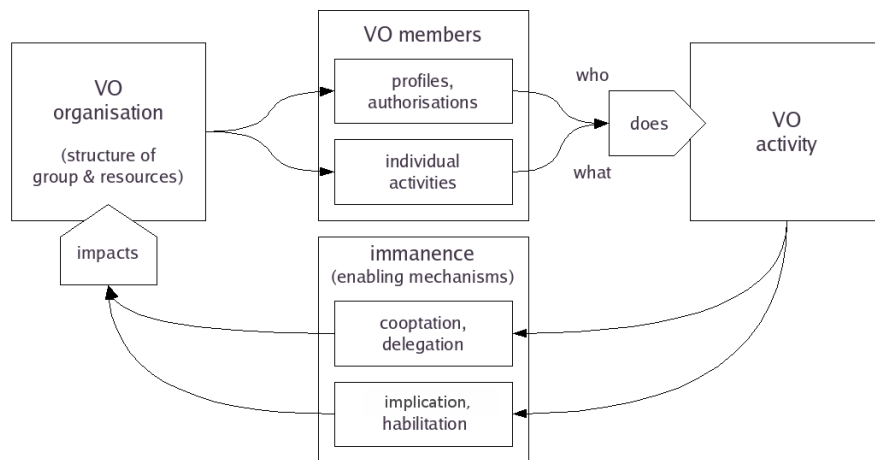 VO
organisation
(structure of
group & resources)
impacts
VO members
profiles,
authorisations
individual
activities
who
what
does
VO
activity
immanence
(enabling mechanisms)
cooptation,
delegation
implication,
habilitation